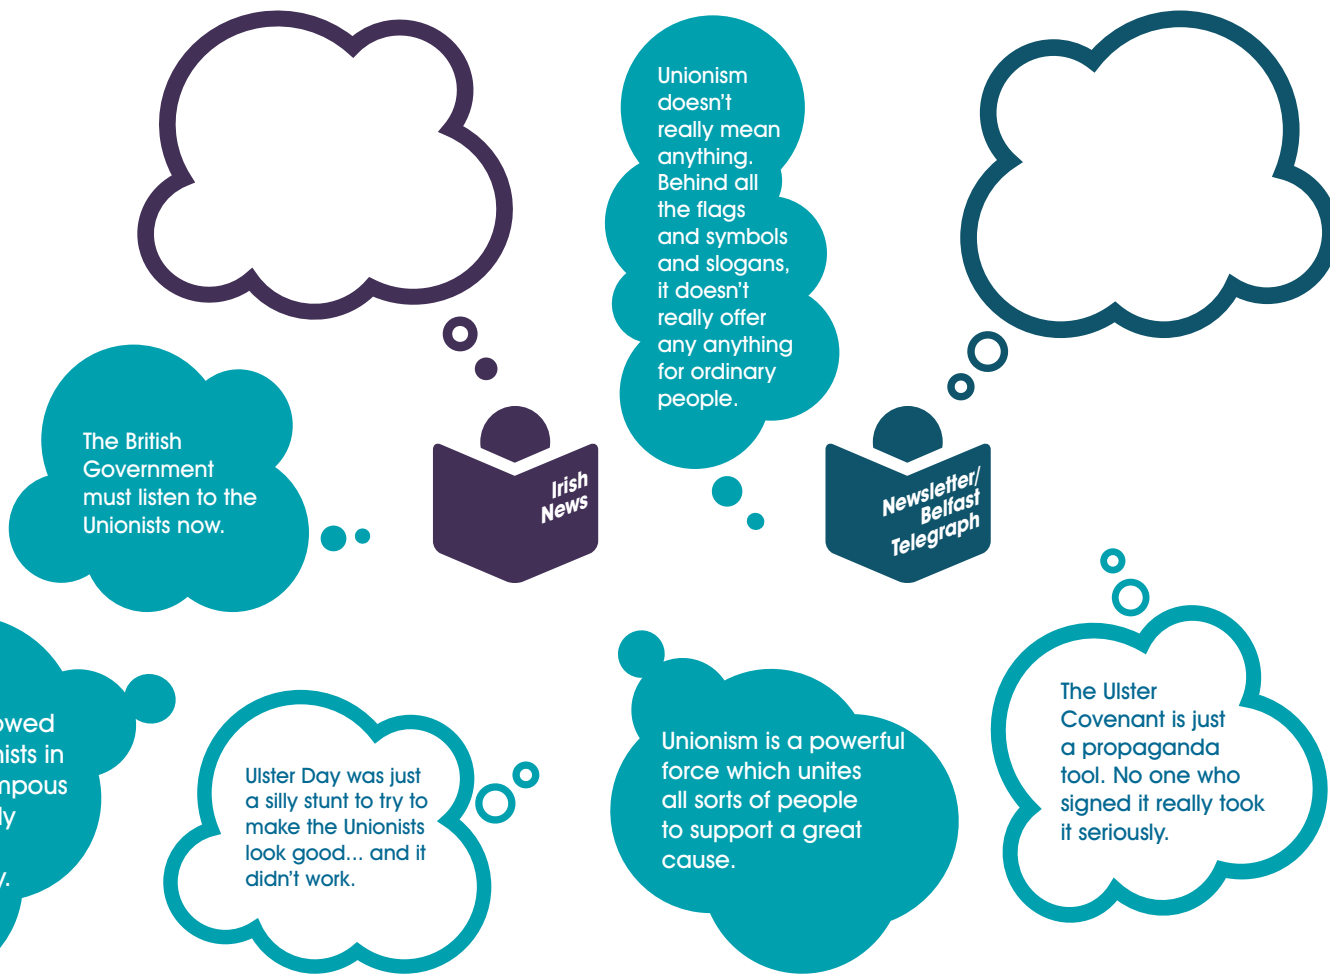 Unionism
doesn't
really mean
anything.
Behind all
the flags
and symbols
and slogans,
it doesn't
really offer
any anything
for ordinary
people.
The British
Government
must listen to the
Unionists now.
Irish
News
Newsletter/
Belfast
Telegraph
in
Ulster Day was just
a silly stunt to try to
make the Unionists
look good... and it
didn't work.
Unionism is a powerful
force which unites
all sorts of people
to support a great
cause.
The Ulster
Covenant is just
a propaganda
tool. No one who
signed it really took
it seriously.